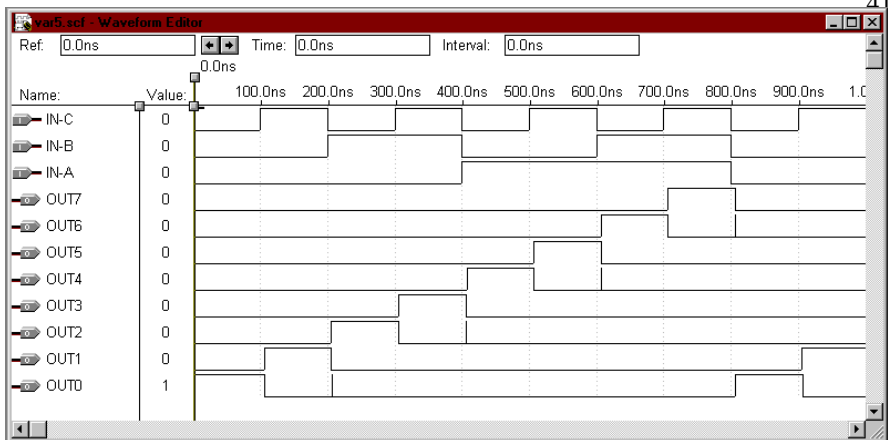 4
var5.scf - Waveform Editor
Ref: 0.0ns Time: 0.0ns Interval: 0.0ns
0.0ns
Name: Value: 100.0ns 200.0ns 300.0ns 400.0ns 500.0ns 600.0ns 700.0ns 800.0ns 900.0ns
IN-C 0
IN-B 0
IN-A 0
OUT7 0
OUT6 0
OUT5 0
OUT4 0
OUT3 0
OUT2 0
OUT1 0
OUT0 1